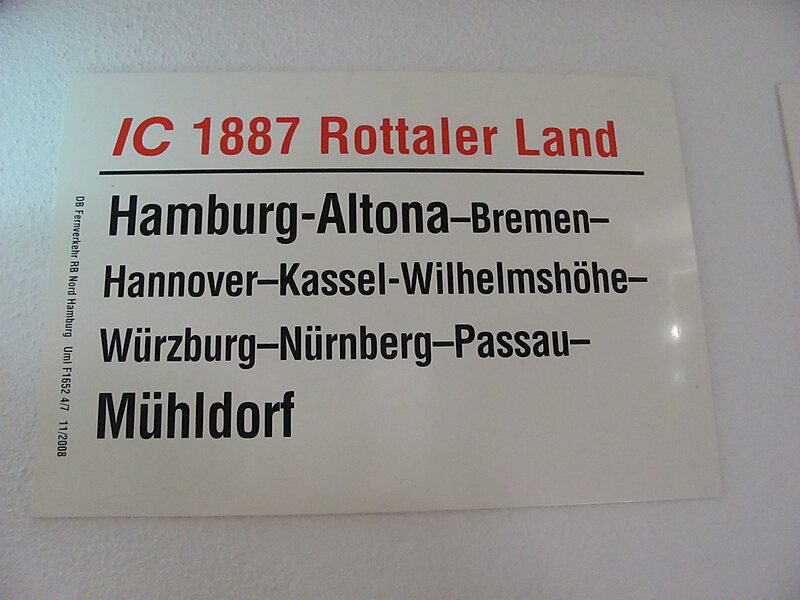 IC 1887 Rottaler Land
Hamburg-Altona–Bremen–
Hannover–Kassel-Wilhelmshöhe–
Würzburg–Nürnberg–Passau–
Mühldorf
DB Fernverkehr RB Nord Hamburg Uml F1652 4/7 11/2008